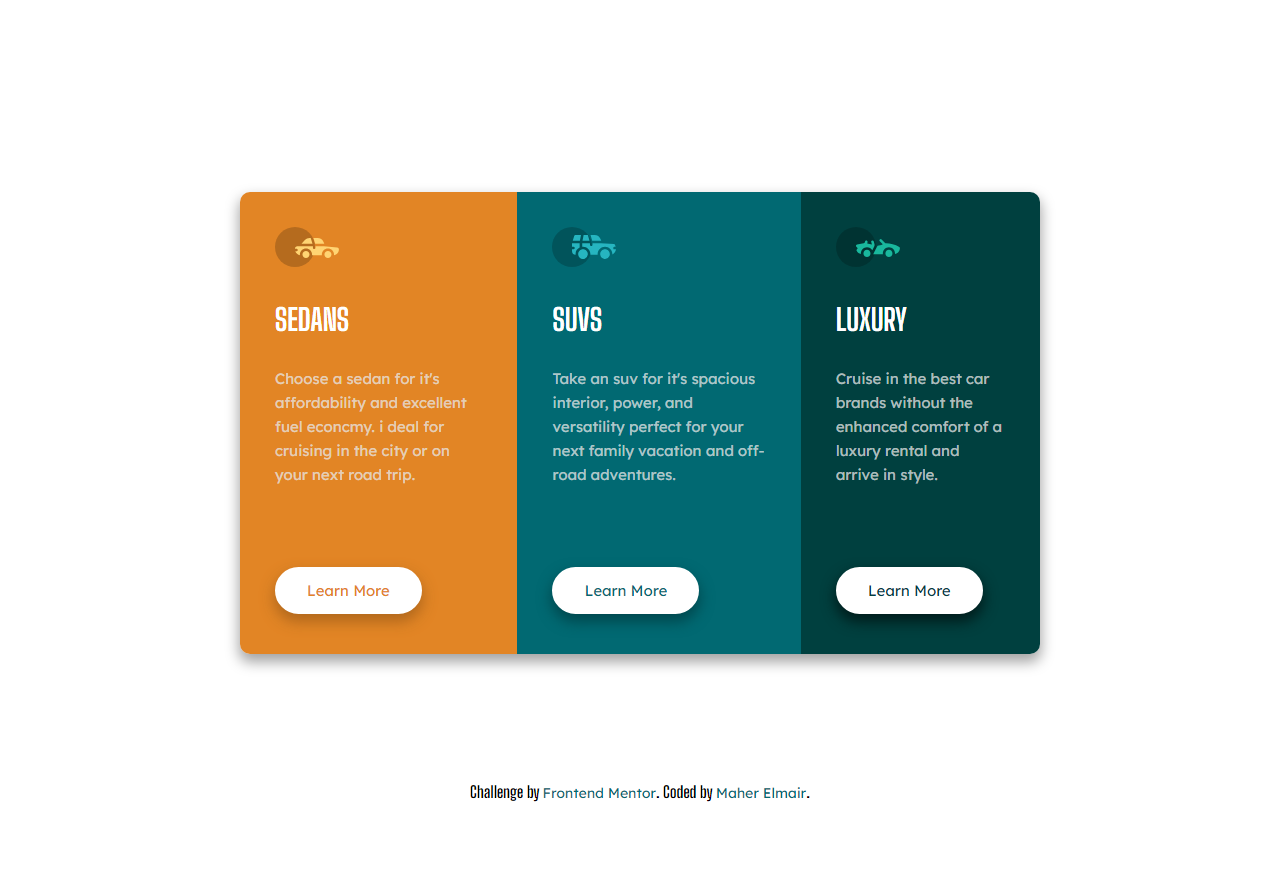 SEDANS
Choose a sedan for it's
affordability and excellent
fuel econcmy. i deal for
cruising in the city or on
your next road trip.
Learn More
SUVS
Take an suv for it's spacious
interior, power, and
versatility perfect for your
next family vacation and off-
road adventures.
Learn More
LUXURY
Cruise in the best car
brands without the
enhanced comfort of a
luxury rental and
arrive in style.
Learn More
Challenge by Frontend Mentor. Coded by Maher Elmair.